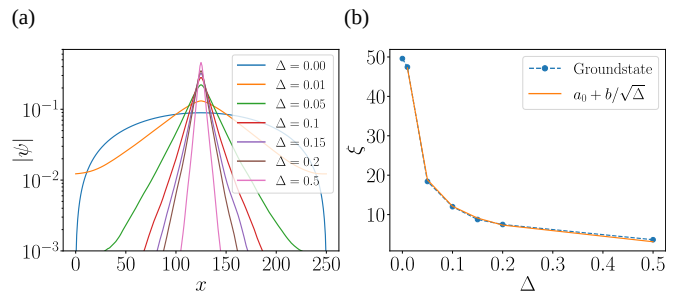 (a)
|ψ|
10⁻¹
10⁻²
10⁻³
0
50
100
150
200
250
x
Δ = 0.00
Δ = 0.01
Δ = 0.05
Δ = 0.1
Δ = 0.15
Δ = 0.2
Δ = 0.5
(b)
ξ
50
40
30
20
10
0.0
0.1
0.2
0.3
0.4
0.5
Δ
Groundstate
a₀ + b/√Δ